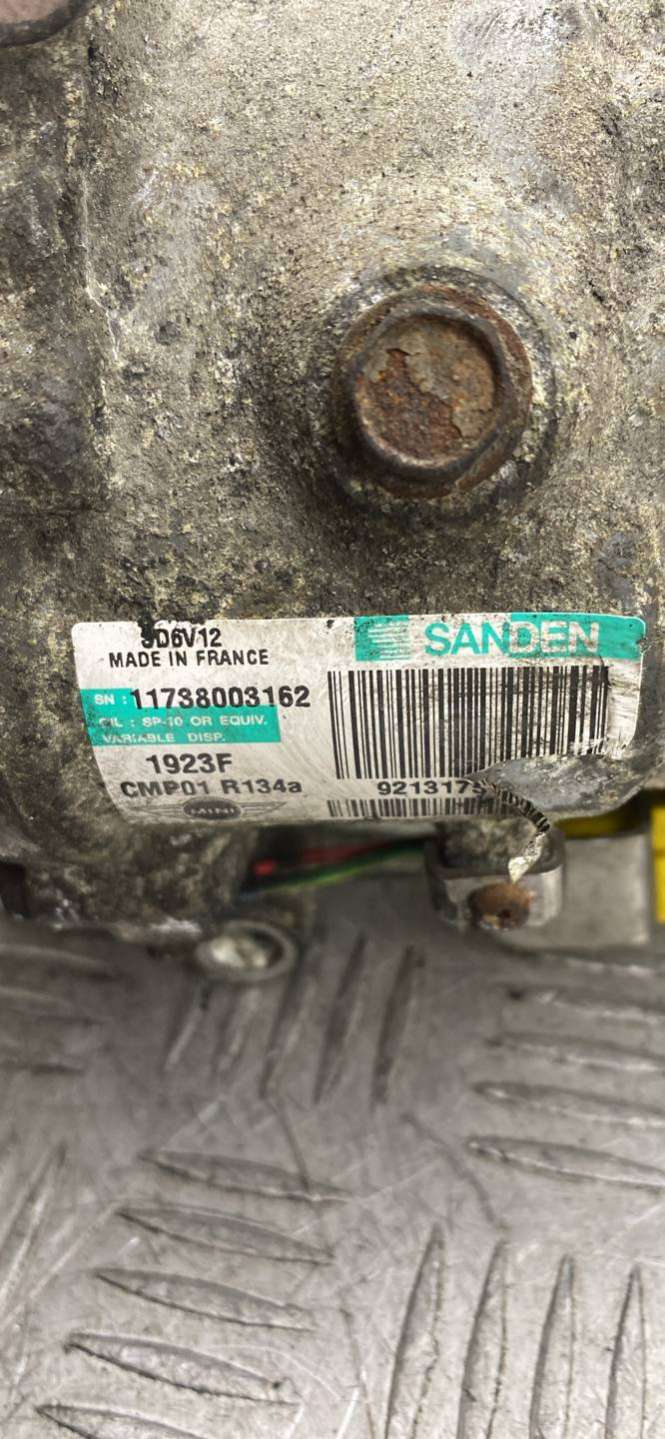 SD6V12
MADE IN FRANCE
SANDEN
SN : 11738003162
OIL : SP-10 OR EQUIV.
VARIABLE DISP.
1923F
CMP01 R134a
MINI